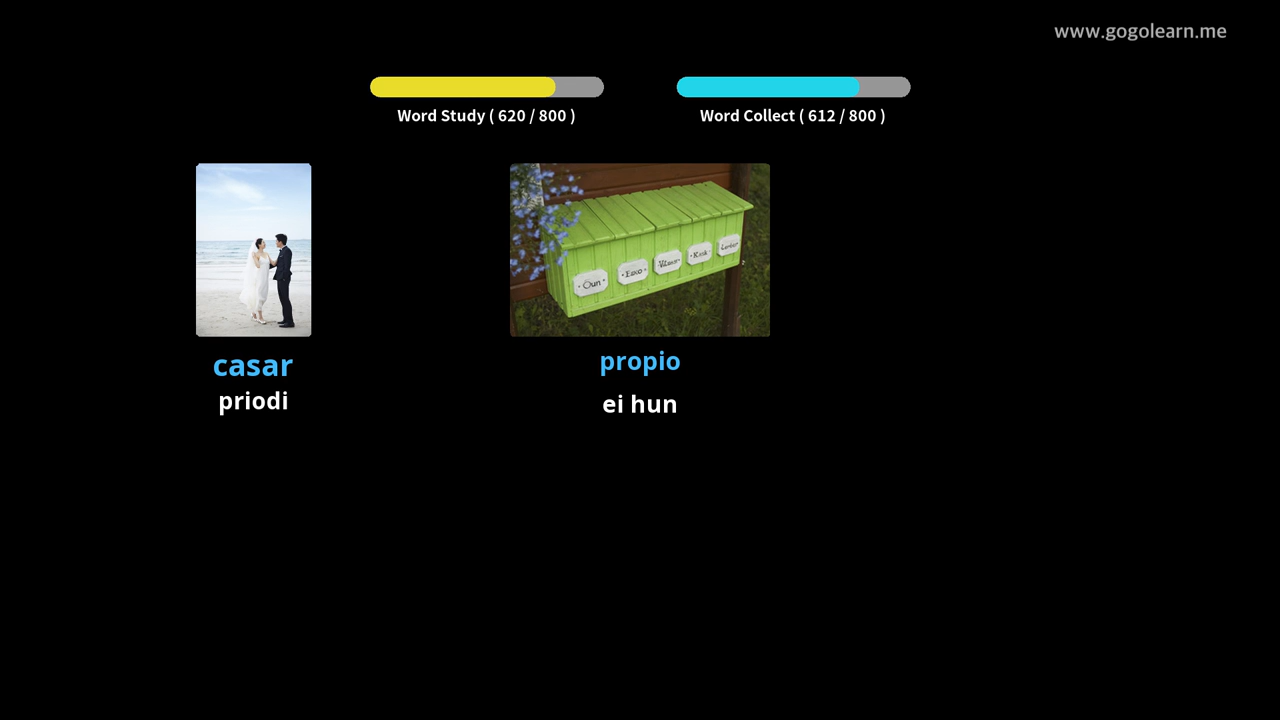 www.gogolearn.me
Word Study ( 620 / 800 )
Word Collect ( 612 / 800 )
casar
priodi
propio
ei hun